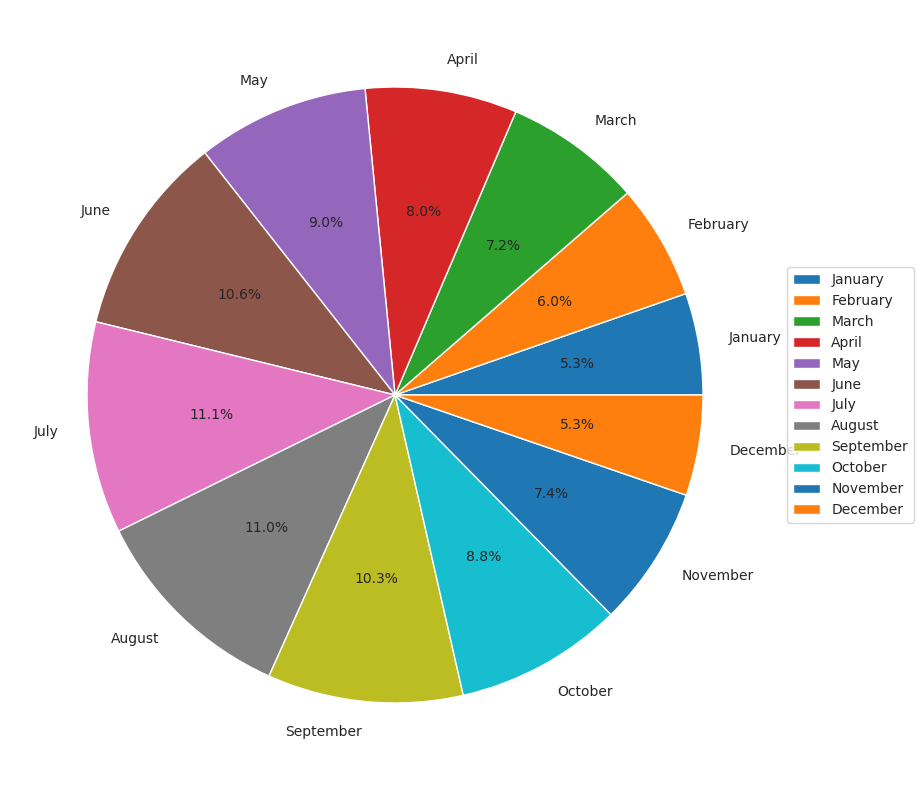 April
May
March
June
February
8.0%
9.0%
7.2%
10.6%
6.0%
January
5.3%
11.1%
July
5.3%
December
7.4%
11.0%
8.8%
10.3%
November
August
October
September
January
February
March
April
May
June
July
August
September
October
November
December